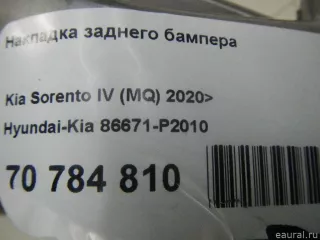 Накладка заднего бампера
Kia Sorento IV (MQ) 2020>
Hyundai-Kia 86671-P2010
70 784 810
eaural.ru